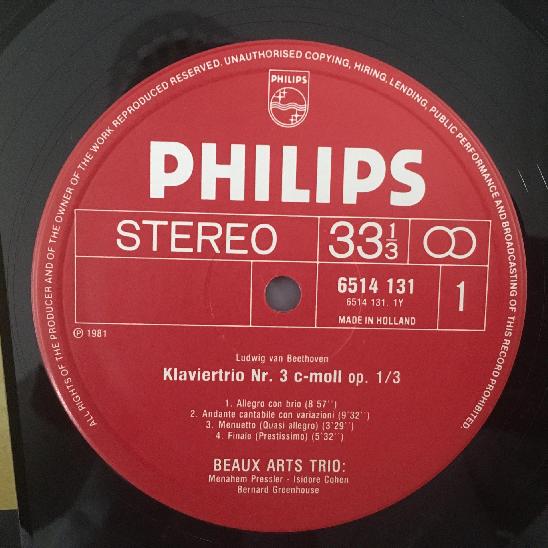 ALL RIGHTS OF THE PRODUCER AND OF THE OWNER OF THE WORK REPRODUCED RESERVED. UNAUTHORISED COPYING, HIRING, LENDING, PUBLIC PERFORMANCE AND BROADCASTING OF THIS RECORD PROHIBITED.
PHILIPS
PHILIPS
STEREO
33 1/3
6514 131
6514 131. 1Y
MADE IN HOLLAND
1
℗ 1981
Ludwig van Beethoven
Klaviertrio Nr. 3 c-moll op. 1/3
1. Allegro con brio (8'57'')
2. Andante cantabile con variazioni (9'32'')
3. Menuetto (Quasi allegro) (3'29'')
4. Finale (Prestissimo) (5'32'')
BEAUX ARTS TRIO:
Menahem Pressler - Isidore Cohen
Bernard Greenhouse